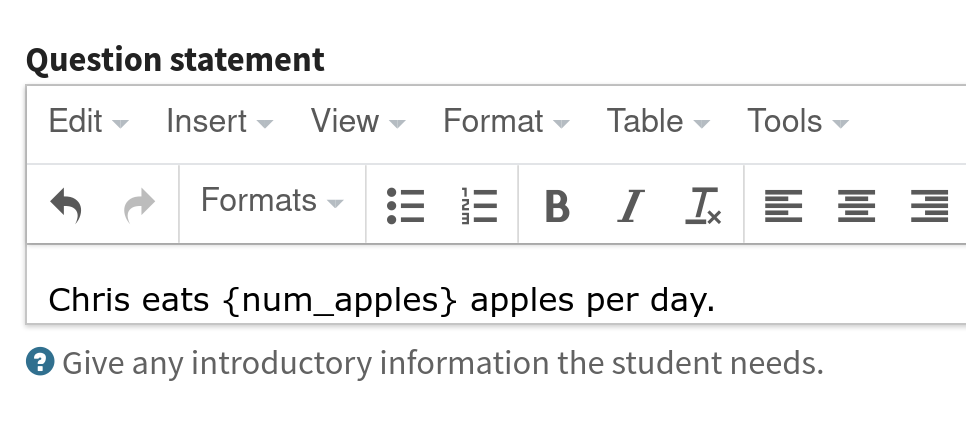 Question statement
Edit Insert View Format Table Tools
Formats B I Tx
Chris eats {num_apples} apples per day.
? Give any introductory information the student needs.